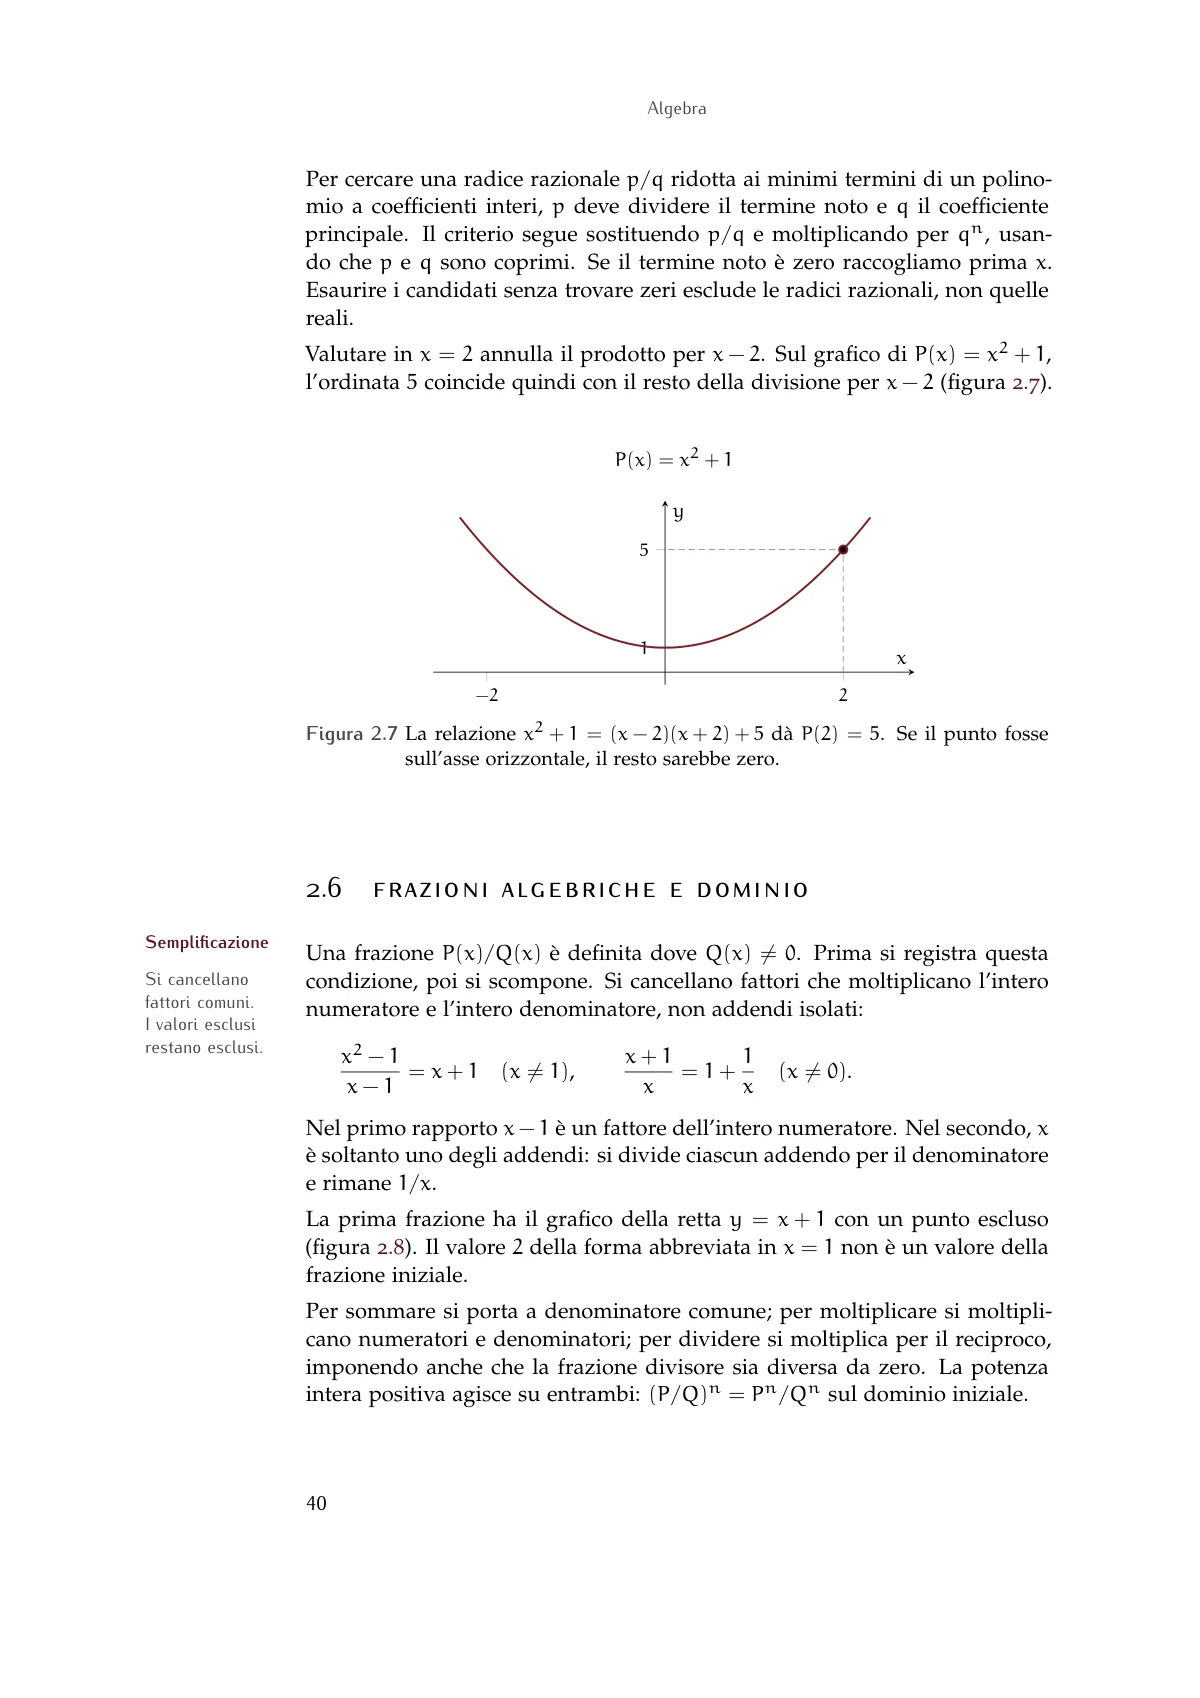 Algebra
Per cercare una radice razionale p/q ridotta ai minimi termini di un polino-
mio a coefficienti interi, p deve dividere il termine noto e q il coefficiente
principale. Il criterio segue sostituendo p/q e moltiplicando per qⁿ, usan-
do che p e q sono coprimi. Se il termine noto è zero raccogliamo prima x.
Esaurire i candidati senza trovare zeri esclude le radici razionali, non quelle
reali.
Valutare in x = 2 annulla il prodotto per x − 2. Sul grafico di P(x) = x² + 1,
l'ordinata 5 coincide quindi con il resto della divisione per x − 2 (figura 2.7).
P(x) = x² + 1
y
5
1
x
−2 2
Figura 2.7 La relazione x² + 1 = (x − 2)(x + 2) + 5 dà P(2) = 5. Se il punto fosse
sull'asse orizzontale, il resto sarebbe zero.
2.6 FRAZIONI ALGEBRICHE E DOMINIO
Semplificazione
Si cancellano
fattori comuni.
I valori esclusi
restano esclusi.
Una frazione P(x)/Q(x) è definita dove Q(x) ≠ 0. Prima si registra questa
condizione, poi si scompone. Si cancellano fattori che moltiplicano l'intero
numeratore e l'intero denominatore, non addendi isolati:
(x² − 1)/(x − 1) = x + 1 (x ≠ 1), (x + 1)/x = 1 + 1/x (x ≠ 0).
Nel primo rapporto x − 1 è un fattore dell'intero numeratore. Nel secondo, x
è soltanto uno degli addendi: si divide ciascun addendo per il denominatore
e rimane 1/x.
La prima frazione ha il grafico della retta y = x + 1 con un punto escluso
(figura 2.8). Il valore 2 della forma abbreviata in x = 1 non è un valore della
frazione iniziale.
Per sommare si porta a denominatore comune; per moltiplicare si moltipli-
cano numeratori e denominatori; per dividere si moltiplica per il reciproco,
imponendo anche che la frazione divisore sia diversa da zero. La potenza
intera positiva agisce su entrambi: (P/Q)ⁿ = Pⁿ/Qⁿ sul dominio iniziale.
40